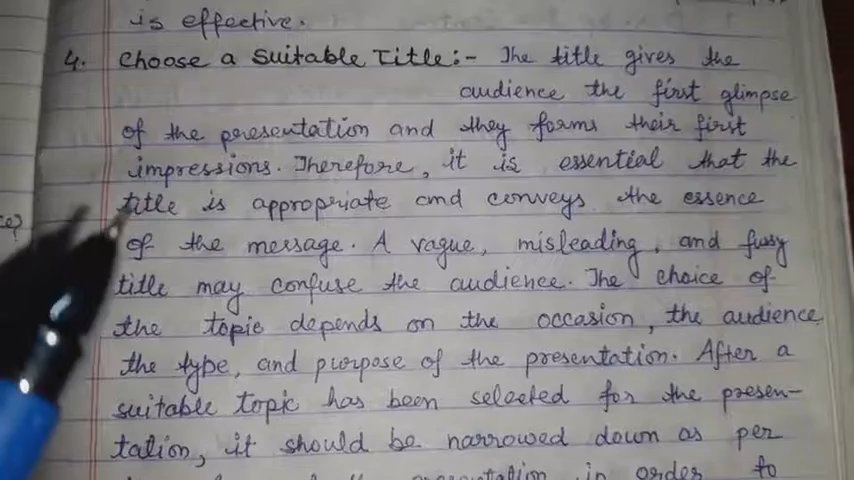 is effective.
4. Choose a Suitable Title:- The title gives the
audience the first glimpse
of the presentation and they forms their first
impressions. Therefore, it is essential that the
title is appropriate and conveys the essence
of the message. A vague, misleading, and fussy
title may confuse the audience. The choice of
the topic depends on the occasion, the audience
the type, and purpose of the presentation. After a
suitable topic has been selected for the presen-
tation, it should be narrowed down as per
presentation in order to